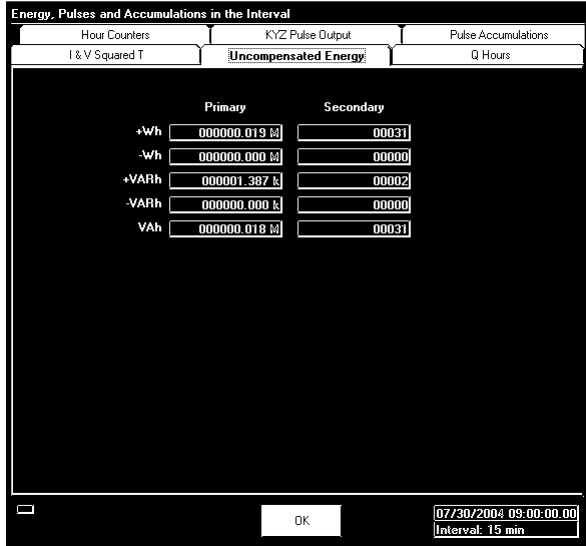 Energy, Pulses and Accumulations in the Interval
Hour Counters KYZ Pulse Output Pulse Accumulations
I & V Squared T Uncompensated Energy Q Hours
Primary Secondary
+Wh 000000.019 M 00031
-Wh 000000.000 M 00000
+VARh 000001.387 k 00002
-VARh 000000.000 k 00000
VAh 000000.018 M 00031
OK
07/30/2004 09:00:00.00
Interval: 15 min